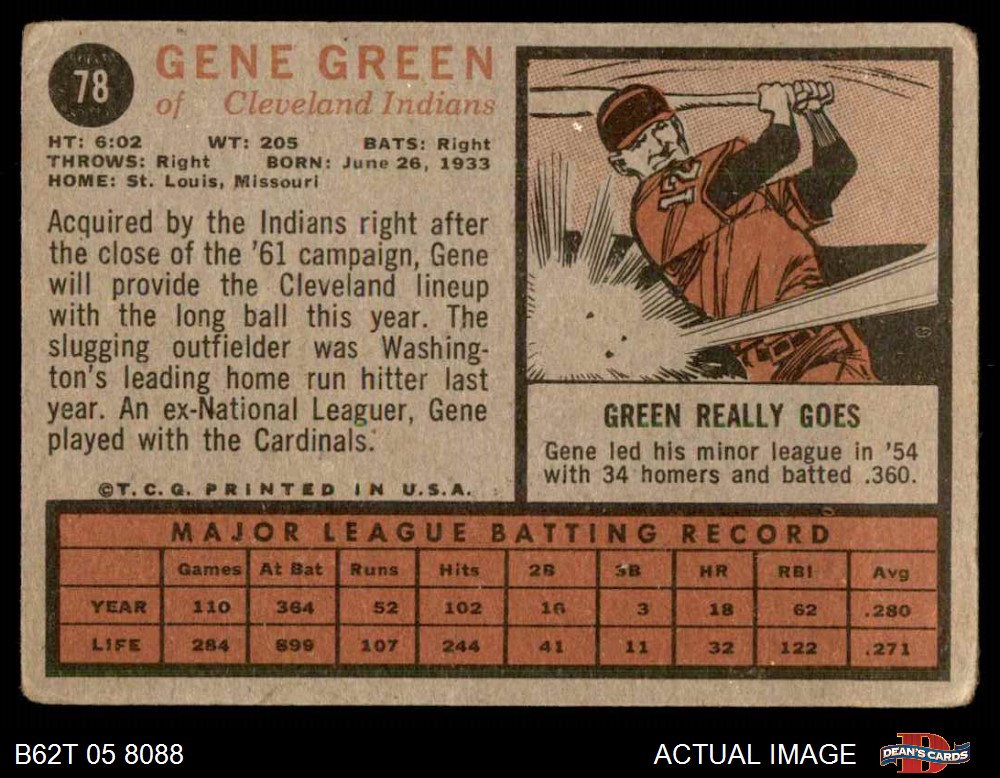 78
GENE GREEN
of Cleveland Indians
HT: 6:02 WT: 205 BATS: Right
THROWS: Right BORN: June 26, 1933
HOME: St. Louis, Missouri
Acquired by the Indians right after
the close of the '61 campaign, Gene
will provide the Cleveland lineup
with the long ball this year. The
slugging outfielder was Washing-
ton's leading home run hitter last
year. An ex-National Leaguer, Gene
played with the Cardinals.
©T.C.G. PRINTED IN U.S.A.
12
GREEN REALLY GOES
Gene led his minor league in '54
with 34 homers and batted .360.
MAJOR LEAGUE BATTING RECORD
Games At Bat Runs Hits 2B 3B HR RBI Avg
YEAR 110 364 52 102 16 3 18 62 .280
LIFE 284 899 107 244 41 11 32 122 .271
B62T 05 8088
ACTUAL IMAGE
D
DEAN'S CARDS